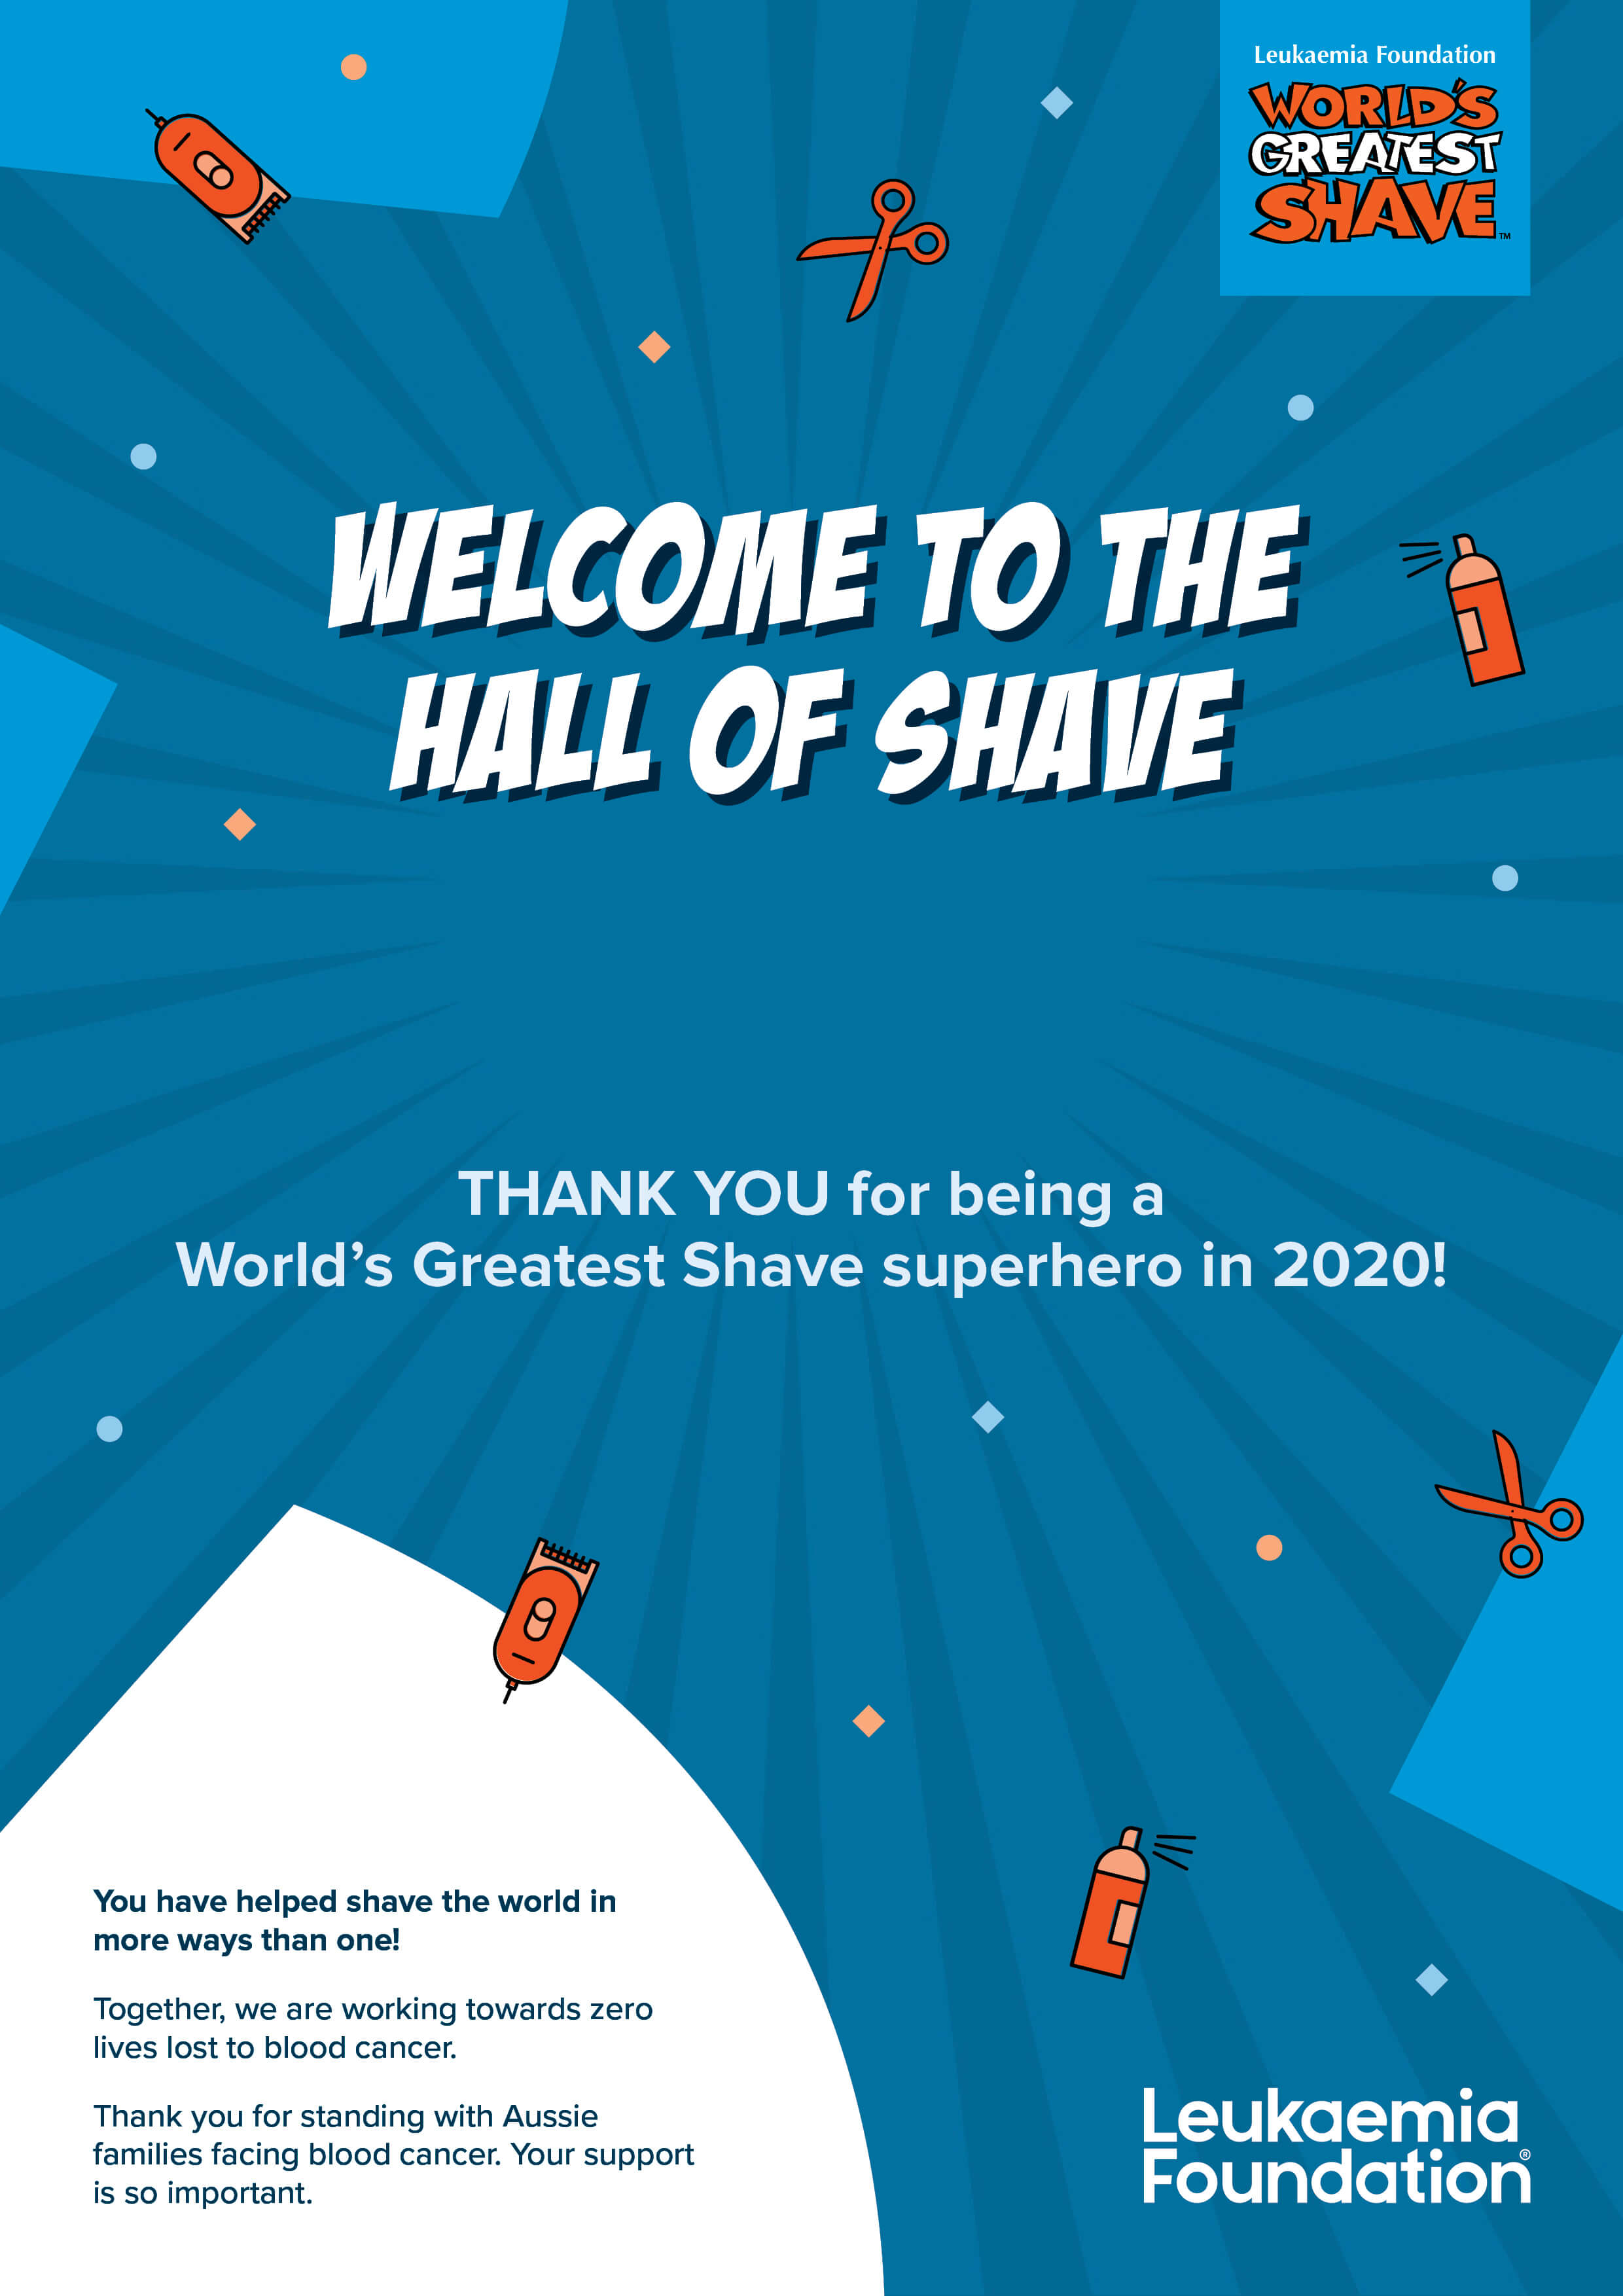 Leukaemia Foundation
WORLD'S
GREATEST
SHAVE™
WELCOME TO THE
HALL OF SHAVE
THANK YOU for being a
World’s Greatest Shave superhero in 2020!
You have helped shave the world in
more ways than one!
Together, we are working towards zero
lives lost to blood cancer.
Thank you for standing with Aussie
families facing blood cancer. Your support
is so important.
Leukaemia
Foundation®